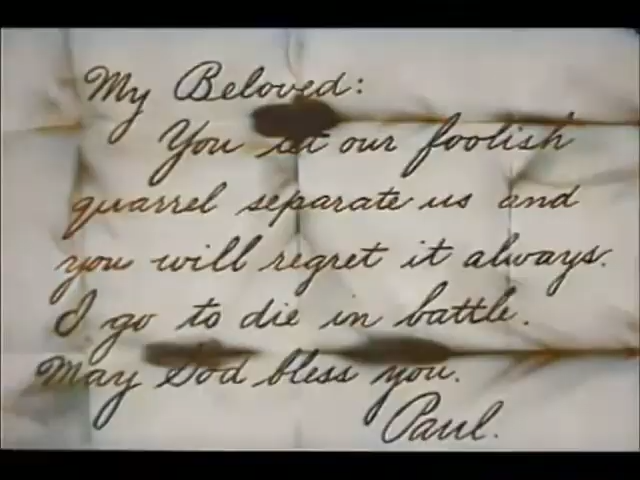 My Beloved:
You let our foolish
quarrel separate us and
you will regret it always.
I go to die in battle.
May God bless you.
Paul.